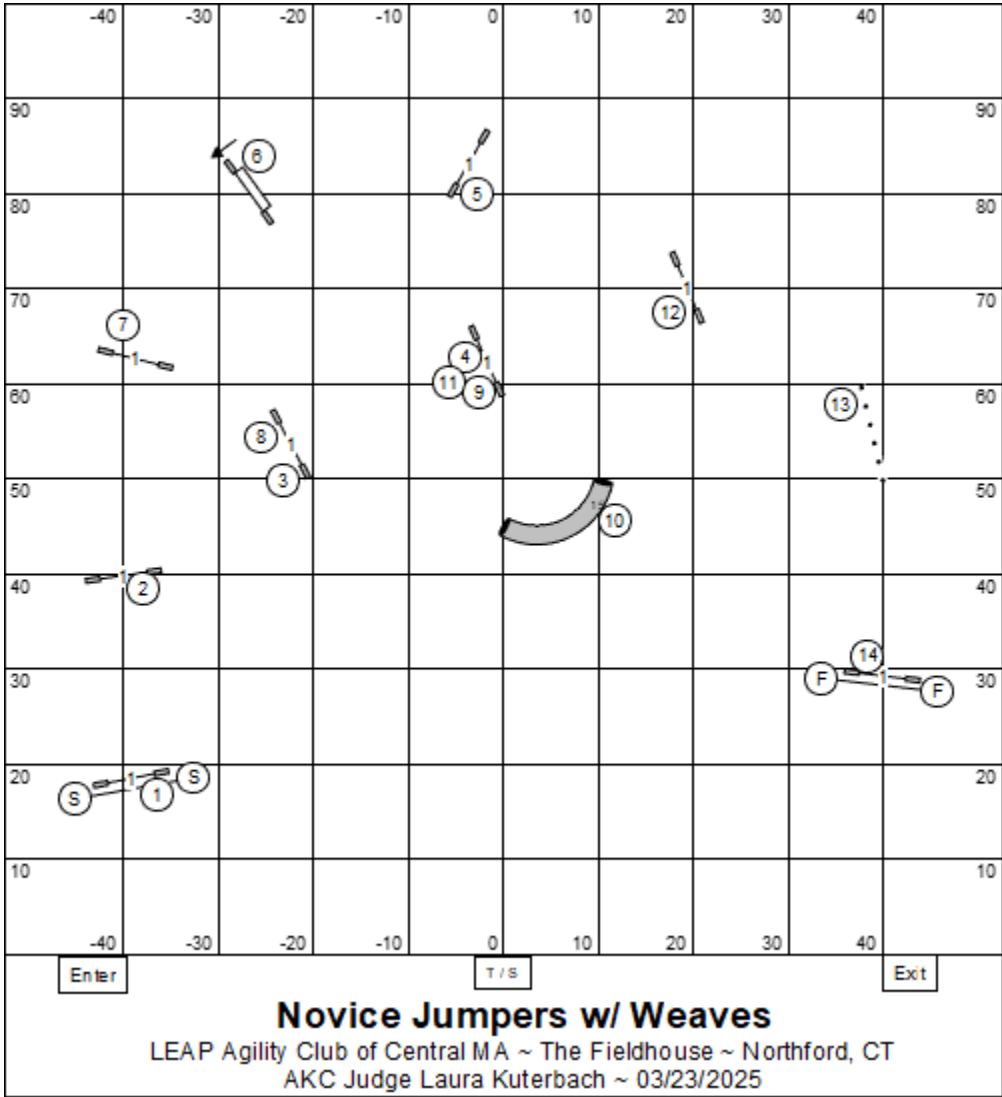 -40 -30 -20 -10 0 10 20 30 40
90 90
6 1 5
80 80
70 1 70
7 12
1 4 1
60 11 9 60
13
8 1
3
50 50
10
40 1 2 40
14
30 F 1 F 30
20 S 1 1 S 20
10 10
-40 -30 -20 -10 0 10 20 30 40
Enter T / S Exit
Novice Jumpers w/ Weaves
LEAP Agility Club of Central MA ~ The Fieldhouse ~ Northford, CT
AKC Judge Laura Kuterbach ~ 03/23/2025